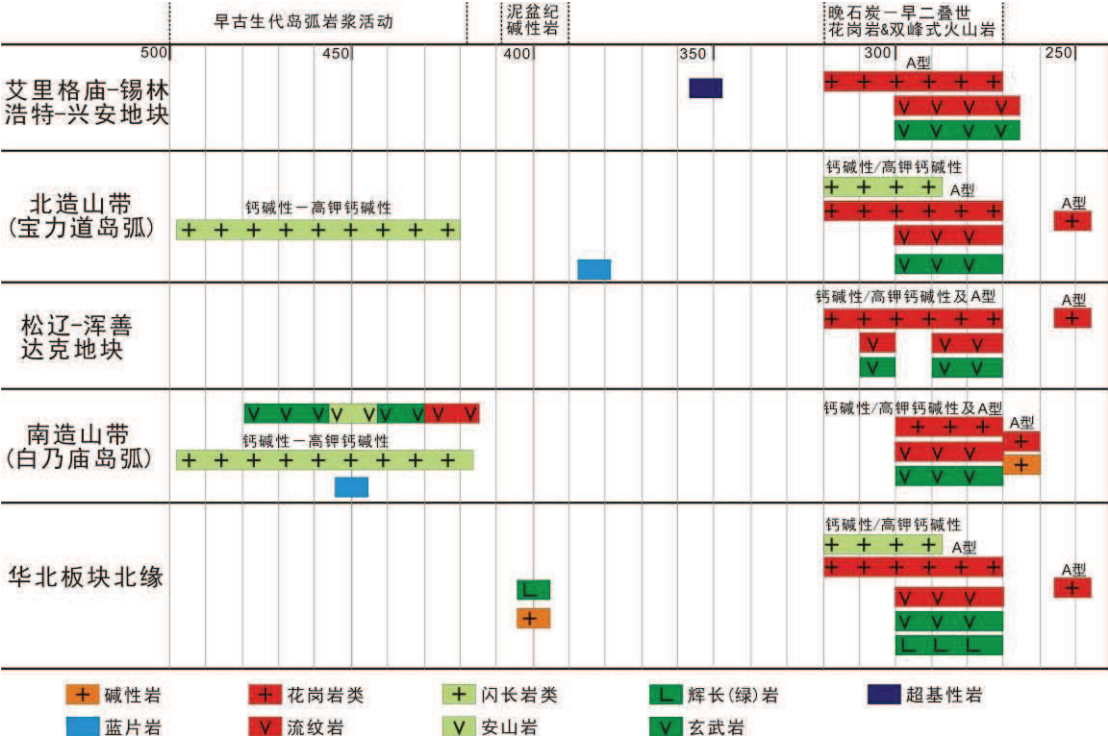 早古生代岛弧岩浆活动
泥盆纪
碱性岩
晚石炭－早二叠世
花岗岩&双峰式火山岩
500
450
400
350
300
250
艾里格庙-锡林
浩特-兴安地块
A型
北造山带
(宝力道岛弧)
钙碱性－高钾钙碱性
钙碱性/高钾钙碱性
A型
A型
松辽-浑善
达克地块
钙碱性/高钾钙碱性及A型
A型
南造山带
(白乃庙岛弧)
钙碱性－高钾钙碱性
钙碱性/高钾钙碱性及A型
A型
华北板块北缘
钙碱性/高钾钙碱性
A型
A型
碱性岩
花岗岩类
闪长岩类
辉长(绿)岩
超基性岩
蓝片岩
流纹岩
安山岩
玄武岩